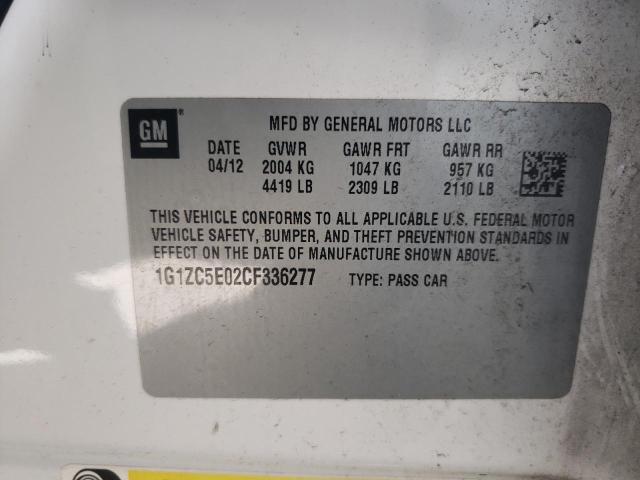 GM ® MFD BY GENERAL MOTORS LLC
DATE GVWR GAWR FRT GAWR RR
04/12 2004 KG 1047 KG 957 KG
4419 LB 2309 LB 2110 LB
THIS VEHICLE CONFORMS TO ALL APPLICABLE U.S. FEDERAL MOTOR
VEHICLE SAFETY, BUMPER, AND THEFT PREVENTION STANDARDS IN
EFFECT ON THE DATE OF MANUFACTURE SHOWN ABOVE.
1G1ZC5E02CF336277 TYPE: PASS CAR